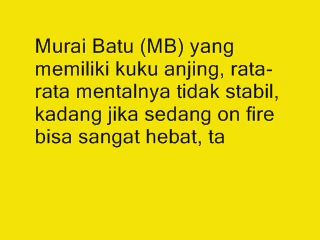 Murai Batu (MB) yang
memiliki kuku anjing, rata-
rata mentalnya tidak stabil,
kadang jika sedang on fire
bisa sangat hebat, ta